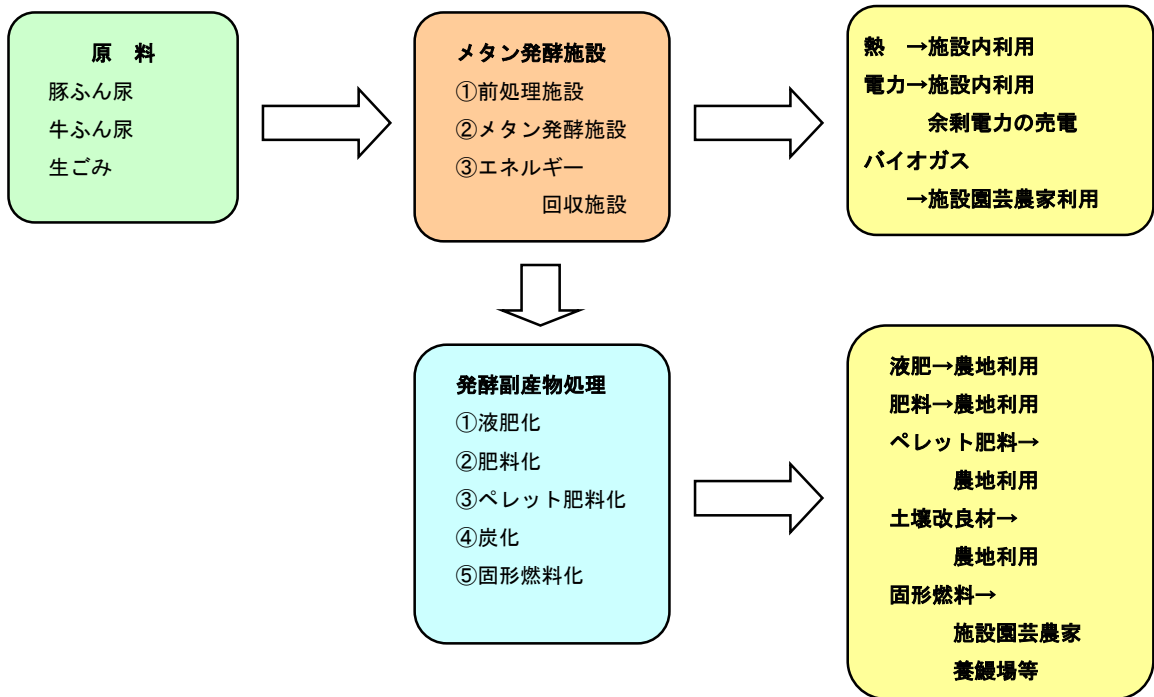 原　料
豚ふん尿
牛ふん尿
生ごみ
メタン発酵施設
①前処理施設
②メタン発酵施設
③エネルギー
回収施設
熱　→施設内利用
電力→施設内利用
余剰電力の売電
バイオガス
→施設園芸農家利用
発酵副産物処理
①液肥化
②肥料化
③ペレット肥料化
④炭化
⑤固形燃料化
液肥→農地利用
肥料→農地利用
ペレット肥料→
農地利用
土壌改良材→
農地利用
固形燃料→
施設園芸農家
養鰻場等